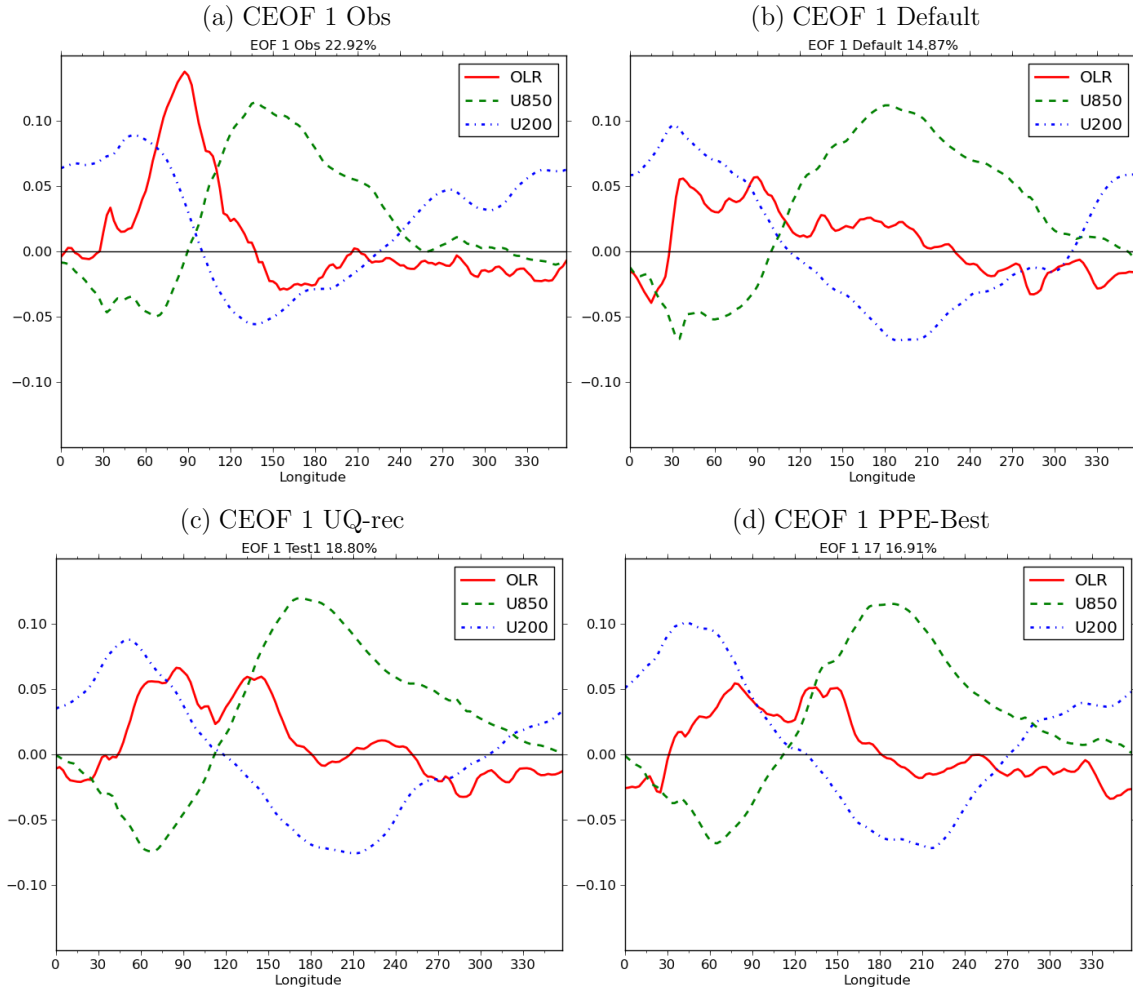 (a) CEOF 1 Obs
EOF 1 Obs 22.92%
OLR
U850
U200
0.10
0.05
0.00
−0.05
−0.10
0 30 60 90 120 150 180 210 240 270 300 330
Longitude
(b) CEOF 1 Default
EOF 1 Default 14.87%
OLR
U850
U200
0.10
0.05
0.00
−0.05
−0.10
0 30 60 90 120 150 180 210 240 270 300 330
Longitude
(c) CEOF 1 UQ-rec
EOF 1 Test1 18.80%
OLR
U850
U200
0.10
0.05
0.00
−0.05
−0.10
0 30 60 90 120 150 180 210 240 270 300 330
Longitude
(d) CEOF 1 PPE-Best
EOF 1 17 16.91%
OLR
U850
U200
0.10
0.05
0.00
−0.05
−0.10
0 30 60 90 120 150 180 210 240 270 300 330
Longitude